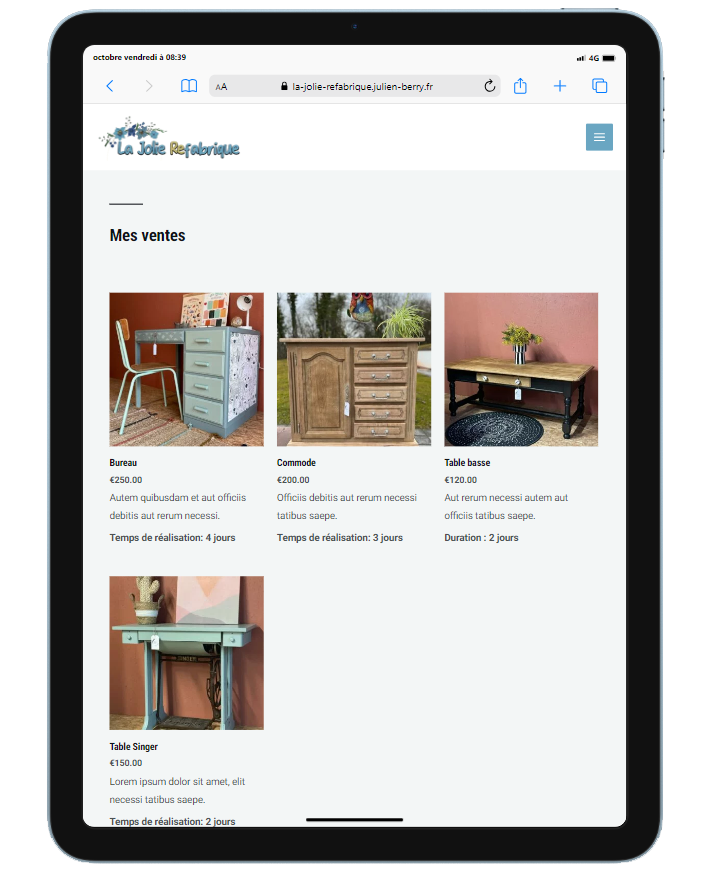 octobre vendredi à 08:39
4G
AA
la-jolie-refabrique.julien-berry.fr
La Jolie Refabrique
Mes ventes
Bureau
€250.00
Autem quibusdam et aut officiis
debitis aut rerum necessi.
Temps de réalisation: 4 jours
Commode
€200.00
Officiis debitis aut rerum necessi
tatibus saepe.
Temps de réalisation: 3 jours
Table basse
€120.00
Aut rerum necessi autem aut
officiis tatibus saepe.
Duration : 2 jours
SINGER
Table Singer
€150.00
Lorem ipsum dolor sit amet, elit
necessi tatibus saepe.
Temps de réalisation: 2 jours